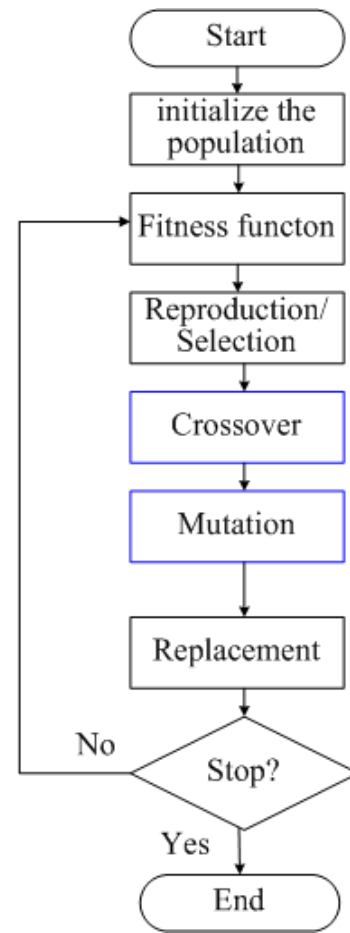 Start
initialize the
population
Fitness functon
Reproduction/
Selection
Crossover
Mutation
Replacement
No
Stop?
Yes
End